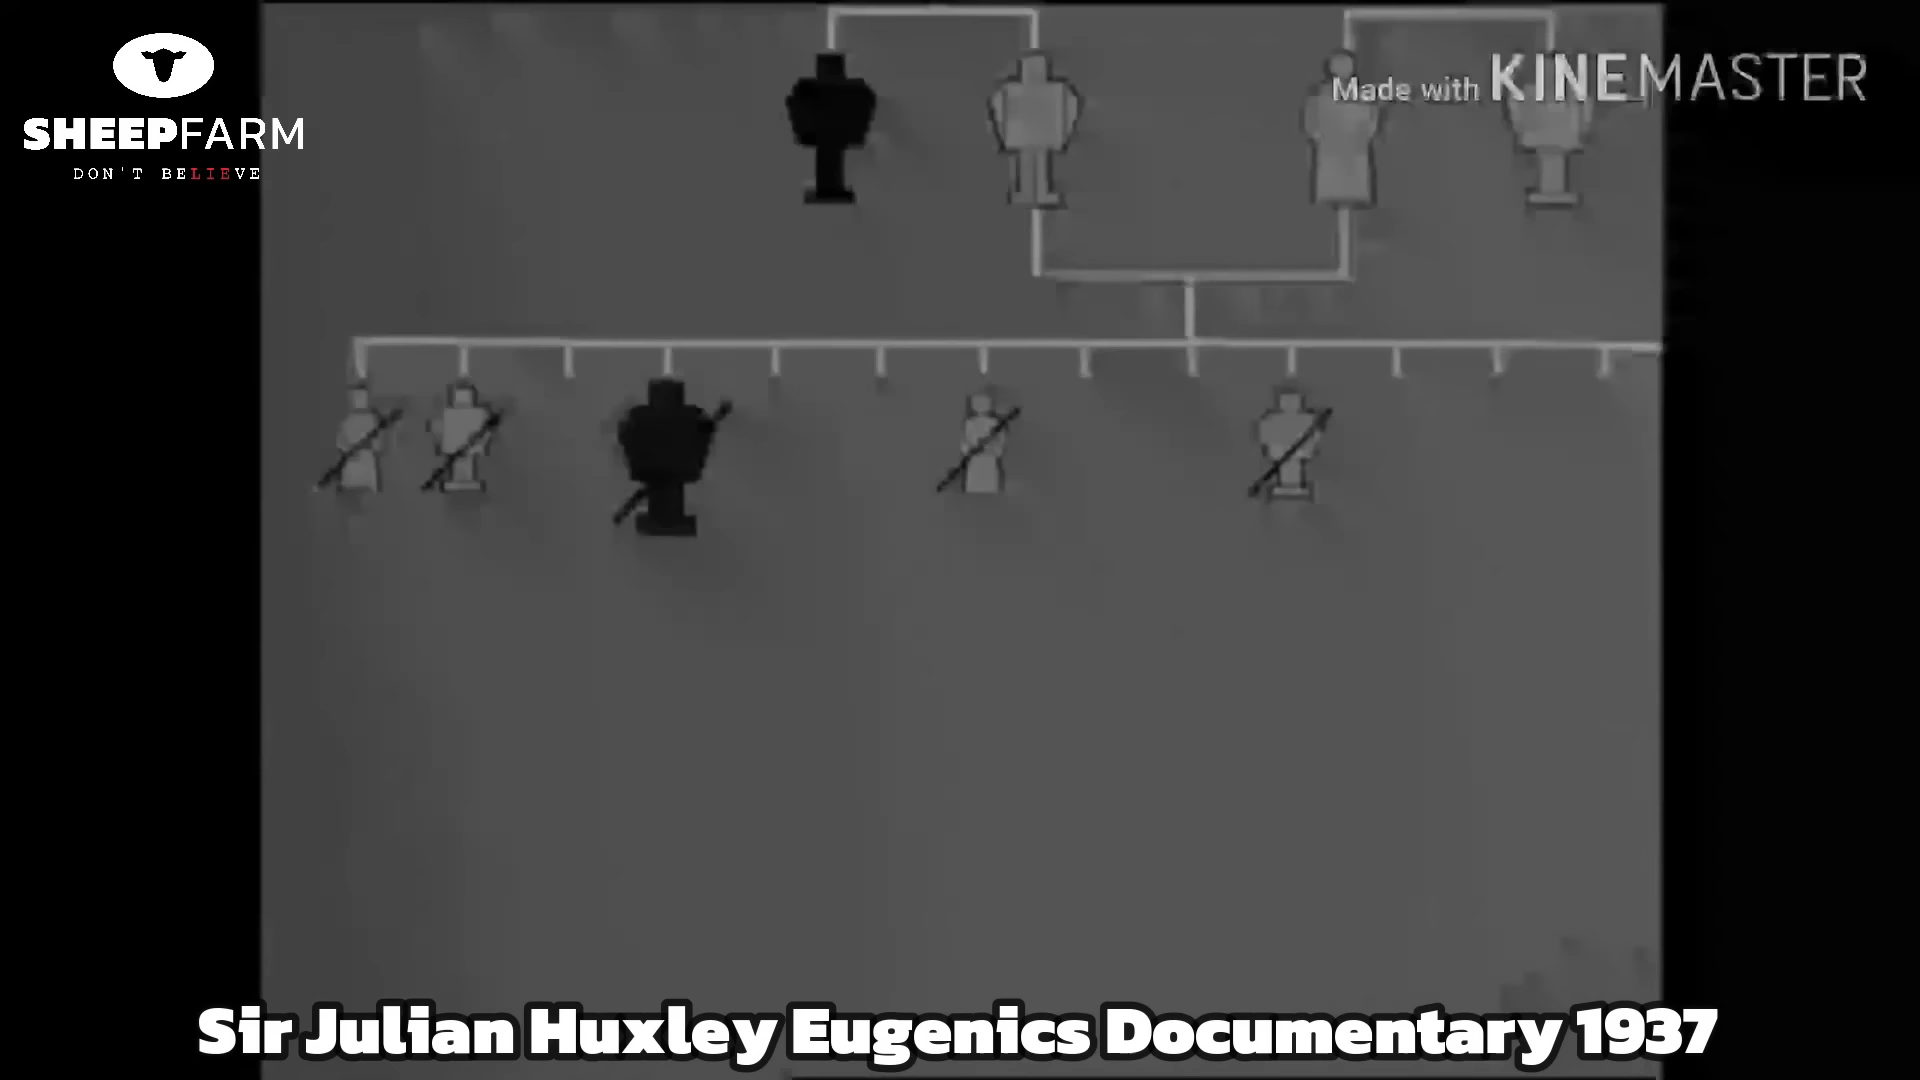 SHEEPFARM
DON'T BELIEVE
Made with KINEMASTER
Sir Julian Huxley Eugenics Documentary 1937